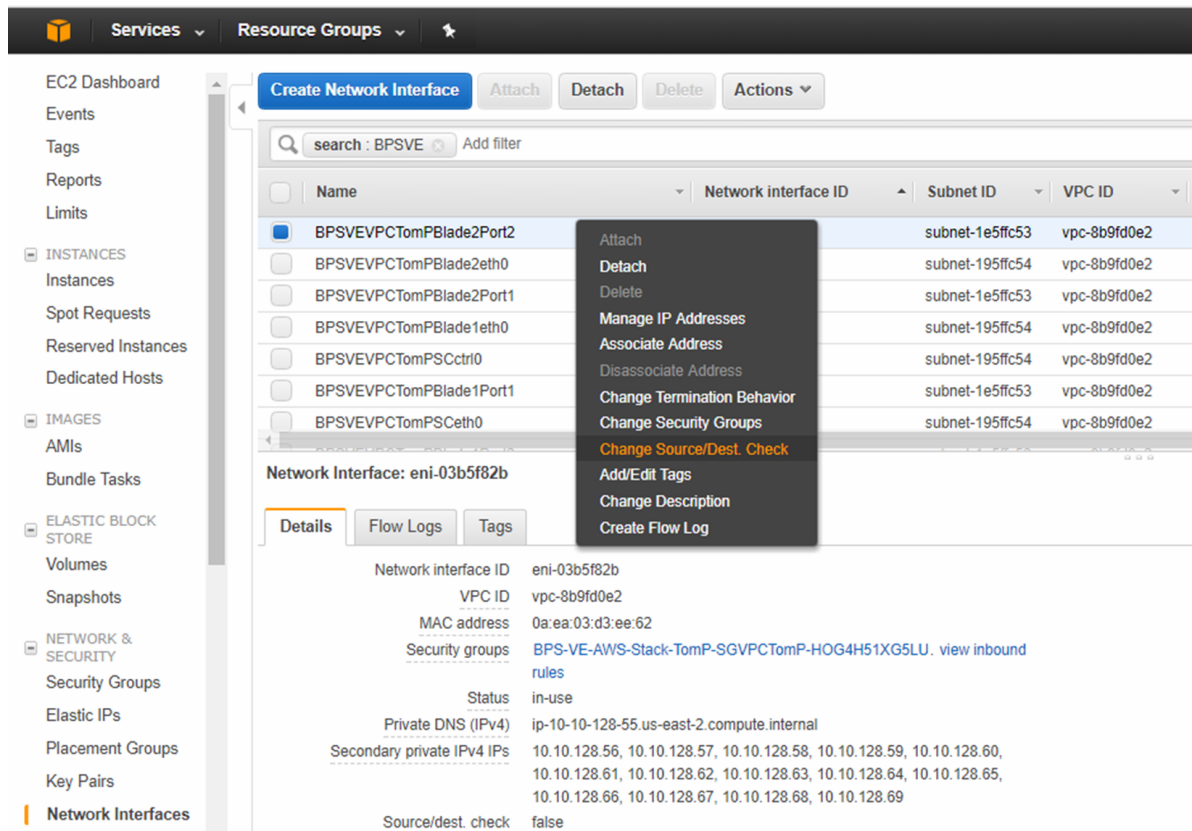 Services
Resource Groups
EC2 Dashboard
Events
Tags
Reports
Limits
INSTANCES
Instances
Spot Requests
Reserved Instances
Dedicated Hosts
IMAGES
AMIs
Bundle Tasks
ELASTIC BLOCK
STORE
Volumes
Snapshots
NETWORK &
SECURITY
Security Groups
Elastic IPs
Placement Groups
Key Pairs
Network Interfaces
Create Network Interface Attach Detach Delete Actions
search : BPSVE Add filter
Name Network interface ID Subnet ID VPC ID
BPSVEVPCTomPBlade2Port2 subnet-1e5ffc53 vpc-8b9fd0e2
BPSVEVPCTomPBlade2eth0 subnet-195ffc54 vpc-8b9fd0e2
BPSVEVPCTomPBlade2Port1 subnet-1e5ffc53 vpc-8b9fd0e2
BPSVEVPCTomPBlade1eth0 subnet-195ffc54 vpc-8b9fd0e2
BPSVEVPCTomPSCctrl0 subnet-195ffc54 vpc-8b9fd0e2
BPSVEVPCTomPBlade1Port1 subnet-1e5ffc53 vpc-8b9fd0e2
BPSVEVPCTomPSCeth0 subnet-195ffc54 vpc-8b9fd0e2
Attach
Detach
Delete
Manage IP Addresses
Associate Address
Disassociate Address
Change Termination Behavior
Change Security Groups
Change Source/Dest. Check
Add/Edit Tags
Change Description
Create Flow Log
Network Interface: eni-03b5f82b
Details Flow Logs Tags
Network interface ID eni-03b5f82b
VPC ID vpc-8b9fd0e2
MAC address 0a:ea:03:d3:ee:62
Security groups BPS-VE-AWS-Stack-TomP-SGVPCTomP-HOG4H51XG5LU. view inbound
rules
Status in-use
Private DNS (IPv4) ip-10-10-128-55.us-east-2.compute.internal
Secondary private IPv4 IPs 10.10.128.56, 10.10.128.57, 10.10.128.58, 10.10.128.59, 10.10.128.60,
10.10.128.61, 10.10.128.62, 10.10.128.63, 10.10.128.64, 10.10.128.65,
10.10.128.66, 10.10.128.67, 10.10.128.68, 10.10.128.69
Source/dest. check false